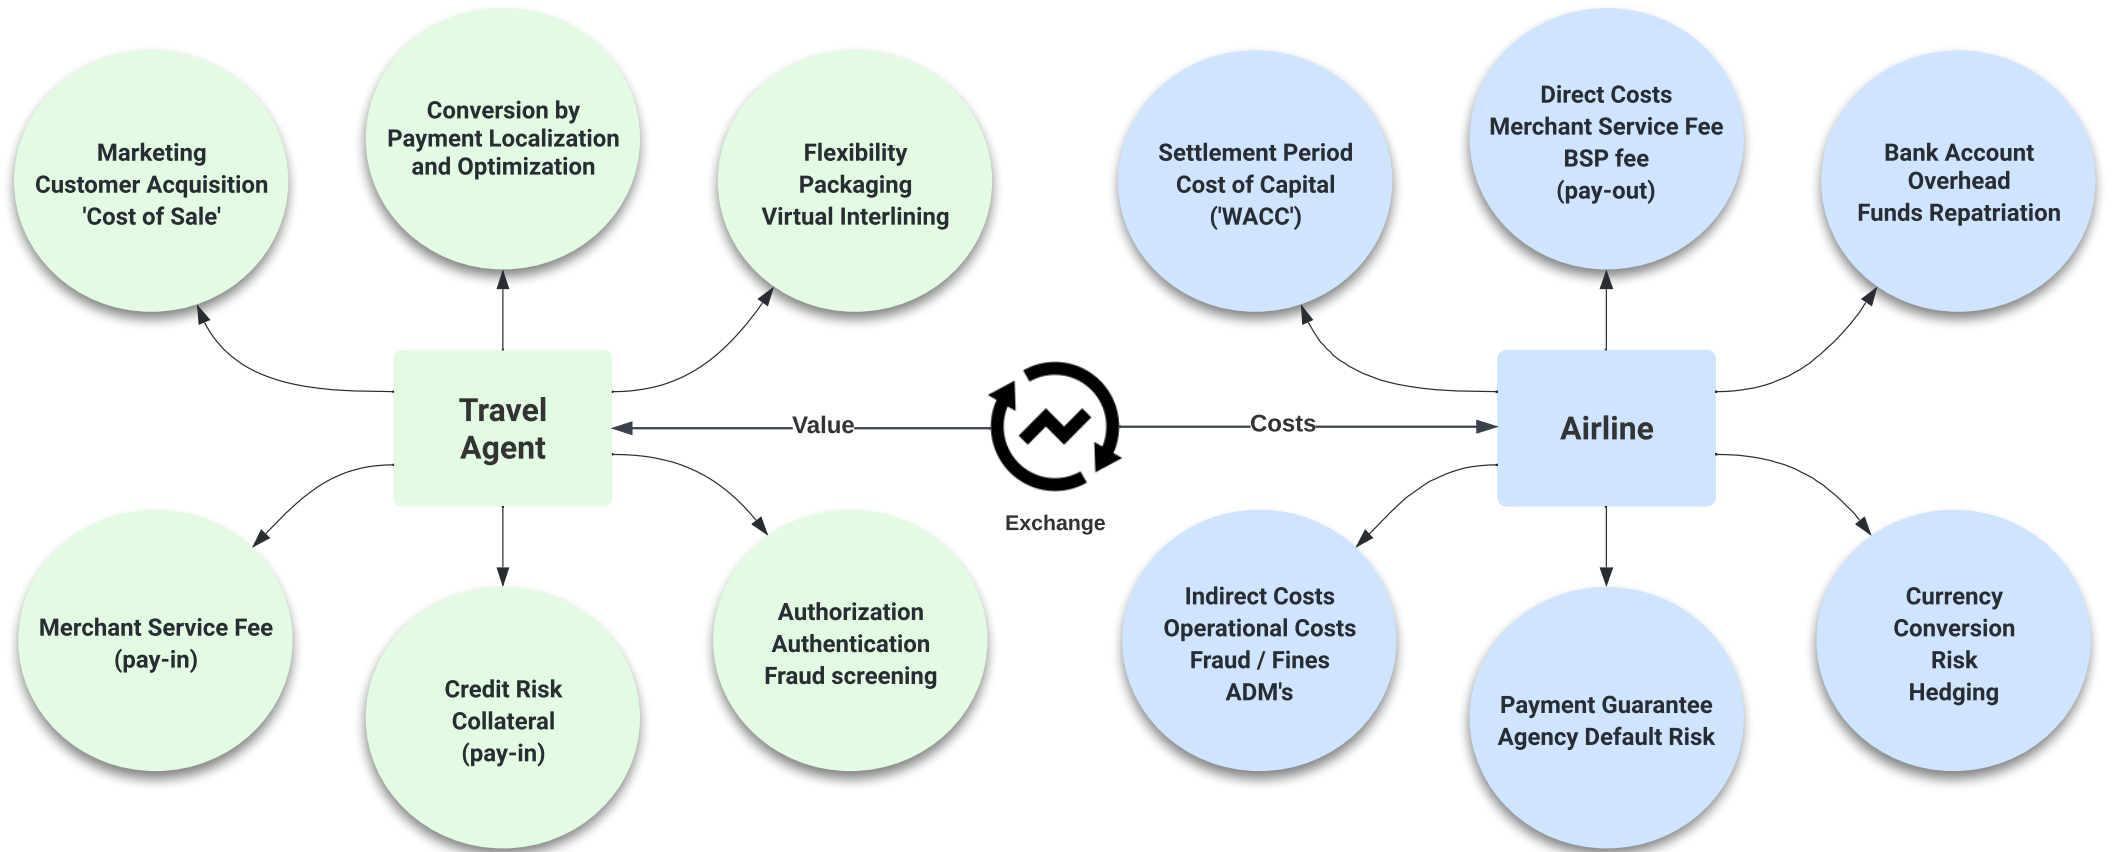 Marketing
Customer Acquisition
'Cost of Sale'
Conversion by
Payment Localization
and Optimization
Flexibility
Packaging
Virtual Interlining
Settlement Period
Cost of Capital
('WACC')
Direct Costs
Merchant Service Fee
BSP fee
(pay-out)
Bank Account
Overhead
Funds Repatriation
Travel
Agent
Value
Exchange
Costs
Airline
Merchant Service Fee
(pay-in)
Credit Risk
Collateral
(pay-in)
Authorization
Authentication
Fraud screening
Indirect Costs
Operational Costs
Fraud / Fines
ADM's
Payment Guarantee
Agency Default Risk
Currency
Conversion
Risk
Hedging